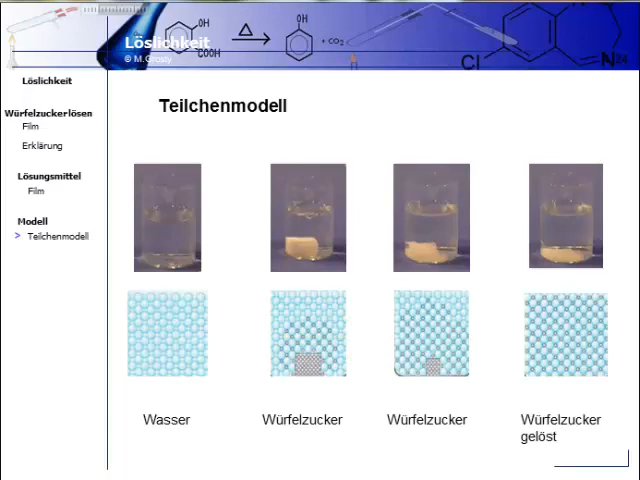 OH
COOH
Δ
OH
+ CO₂
Cl
N
Löslichkeit
© M.Crosty
Löslichkeit
Würfelzuckerlösen
Film
Erklärung
Lösungsmittel
Film
Modell
> Teilchenmodell
Teilchenmodell
Wasser
Würfelzucker
Würfelzucker
Würfelzucker
gelöst